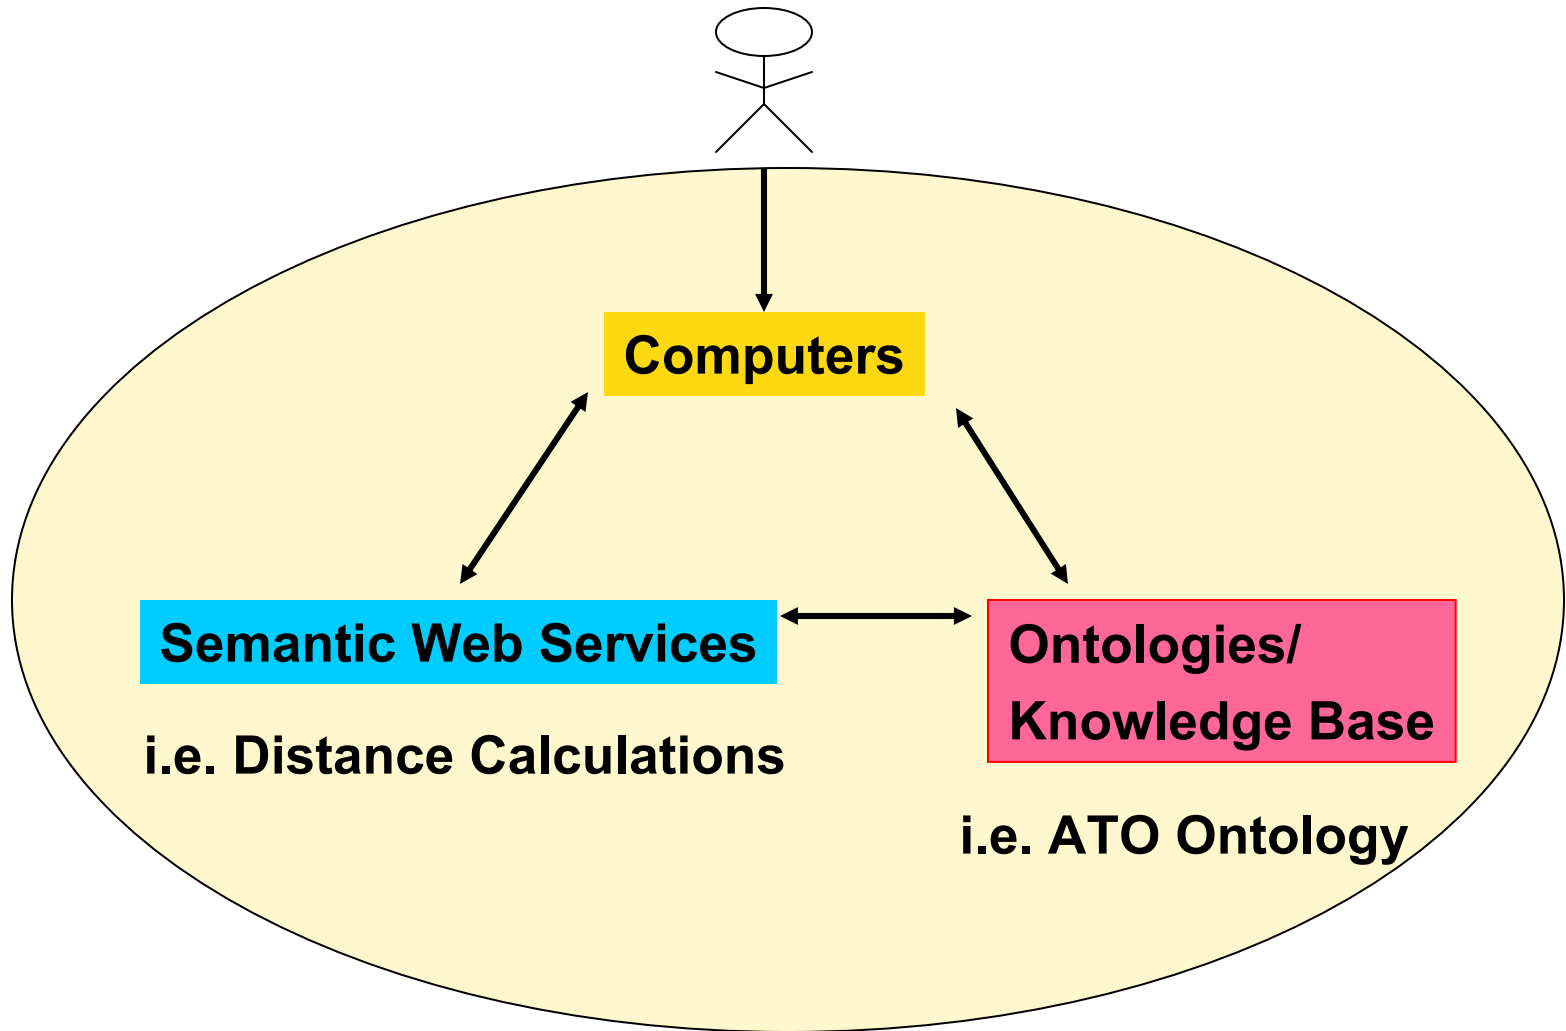 Computers
Semantic Web Services
i.e. Distance Calculations
Ontologies/
Knowledge Base
i.e. ATO Ontology